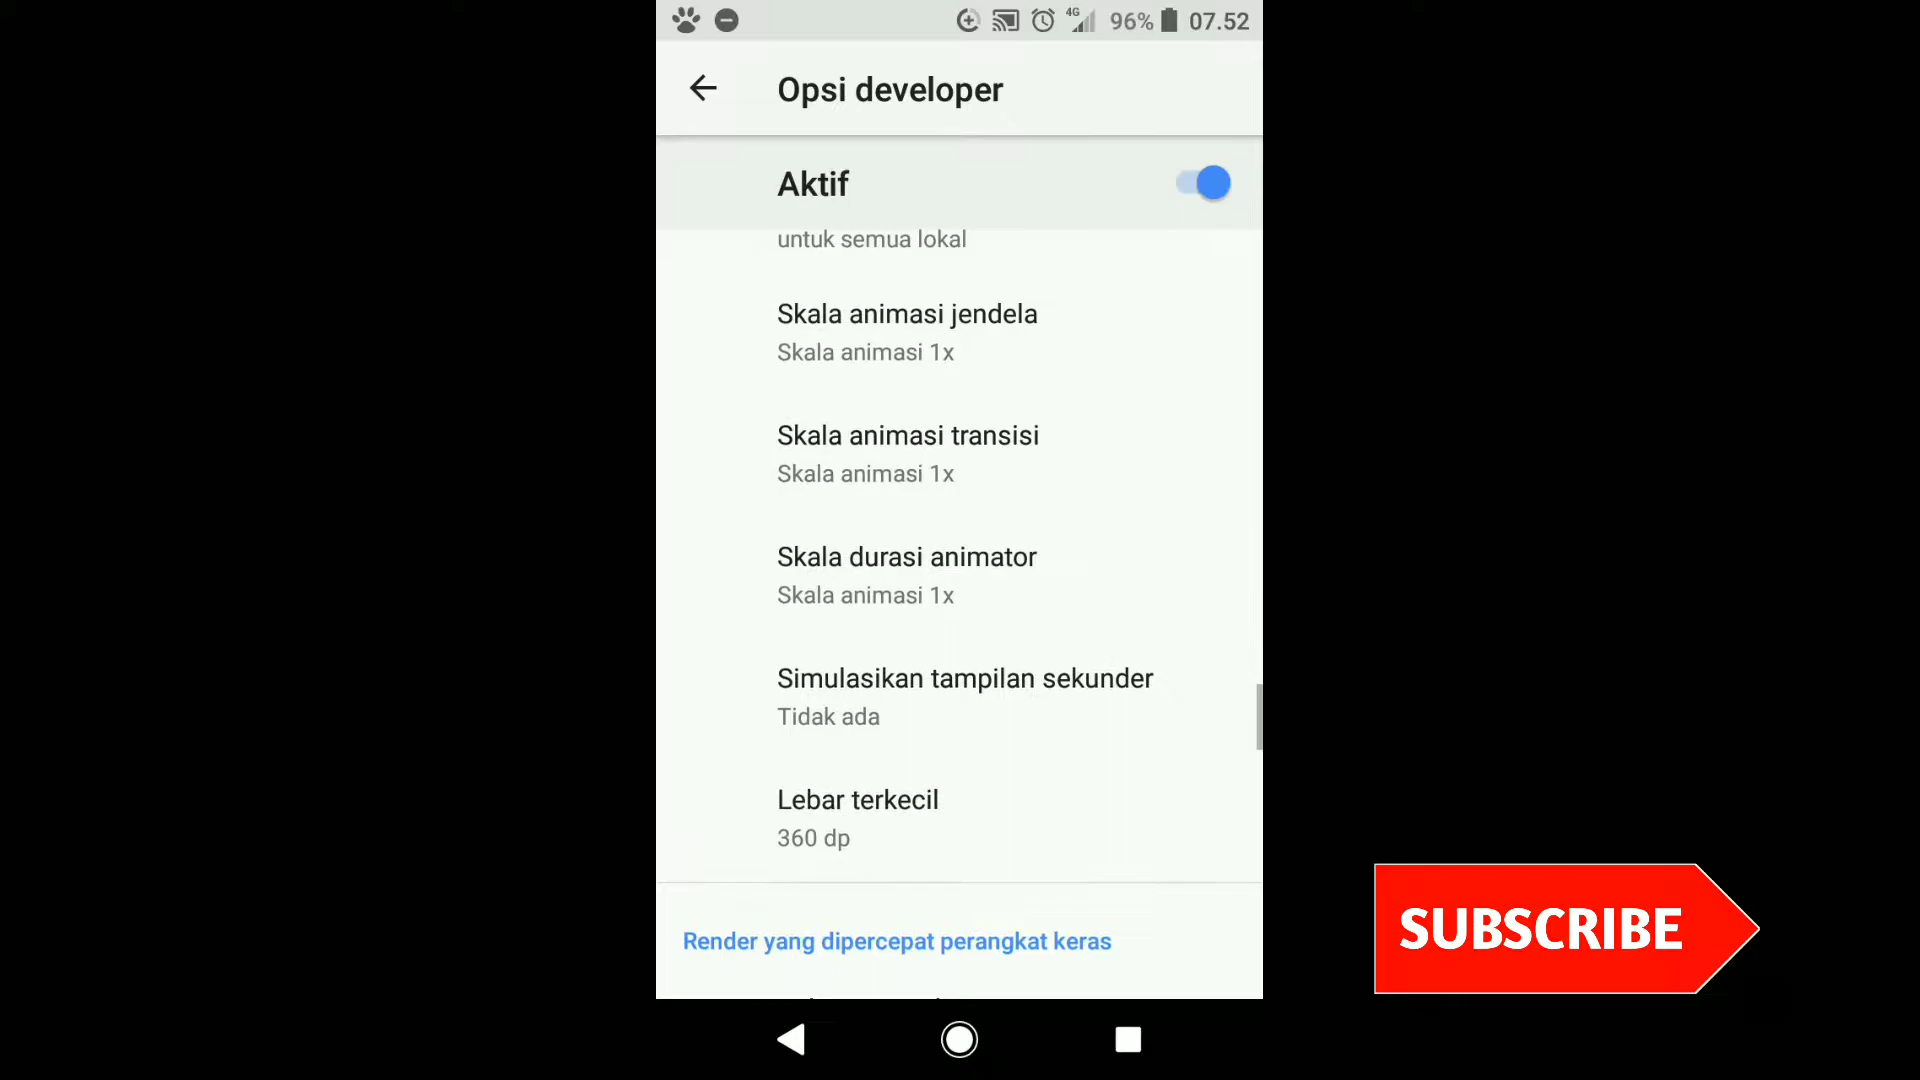 4G 96% 07.52
Opsi developer
Aktif
untuk semua lokal
Skala animasi jendela
Skala animasi 1x
Skala animasi transisi
Skala animasi 1x
Skala durasi animator
Skala animasi 1x
Simulasikan tampilan sekunder
Tidak ada
Lebar terkecil
360 dp
Render yang dipercepat perangkat keras
SUBSCRIBE